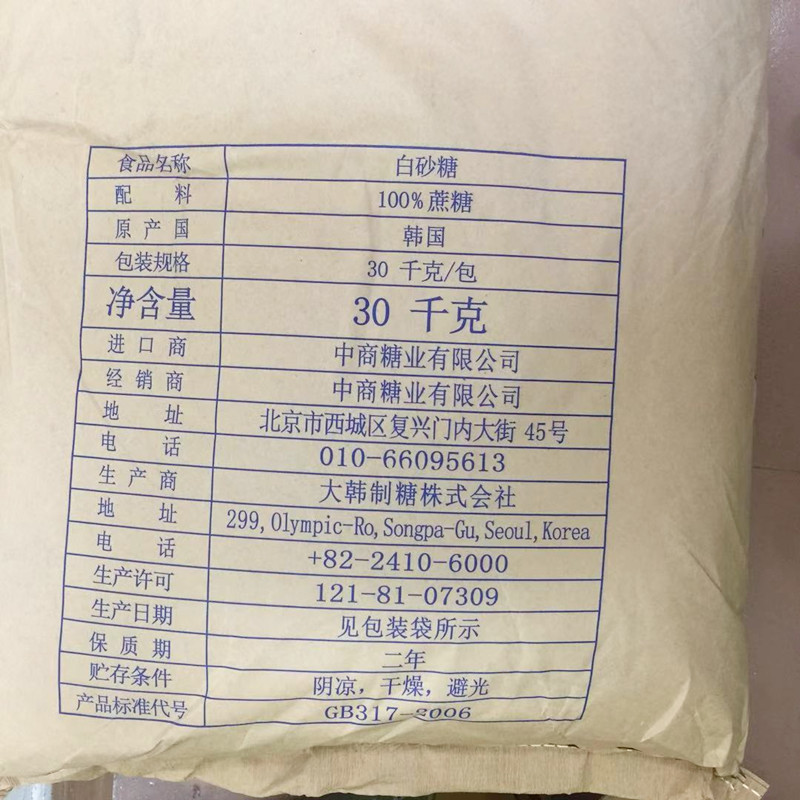 食品名称 白砂糖
配料 100%蔗糖
原产国 韩国
包装规格 30 千克/包
净含量 30 千克
进口商 中商糖业有限公司
经销商 中商糖业有限公司
地址 北京市西城区复兴门内大街 45号
电话 010-66095613
生产商 大韩制糖株式会社
地址 299,Olympic-Ro,Songpa-Gu,Seoul,Korea
电话 +82-2410-6000
生产许可 121-81-07309
生产日期 见包装袋所示
保质期 二年
贮存条件 阴凉，干燥，避光
产品标准代号 GB317-2006